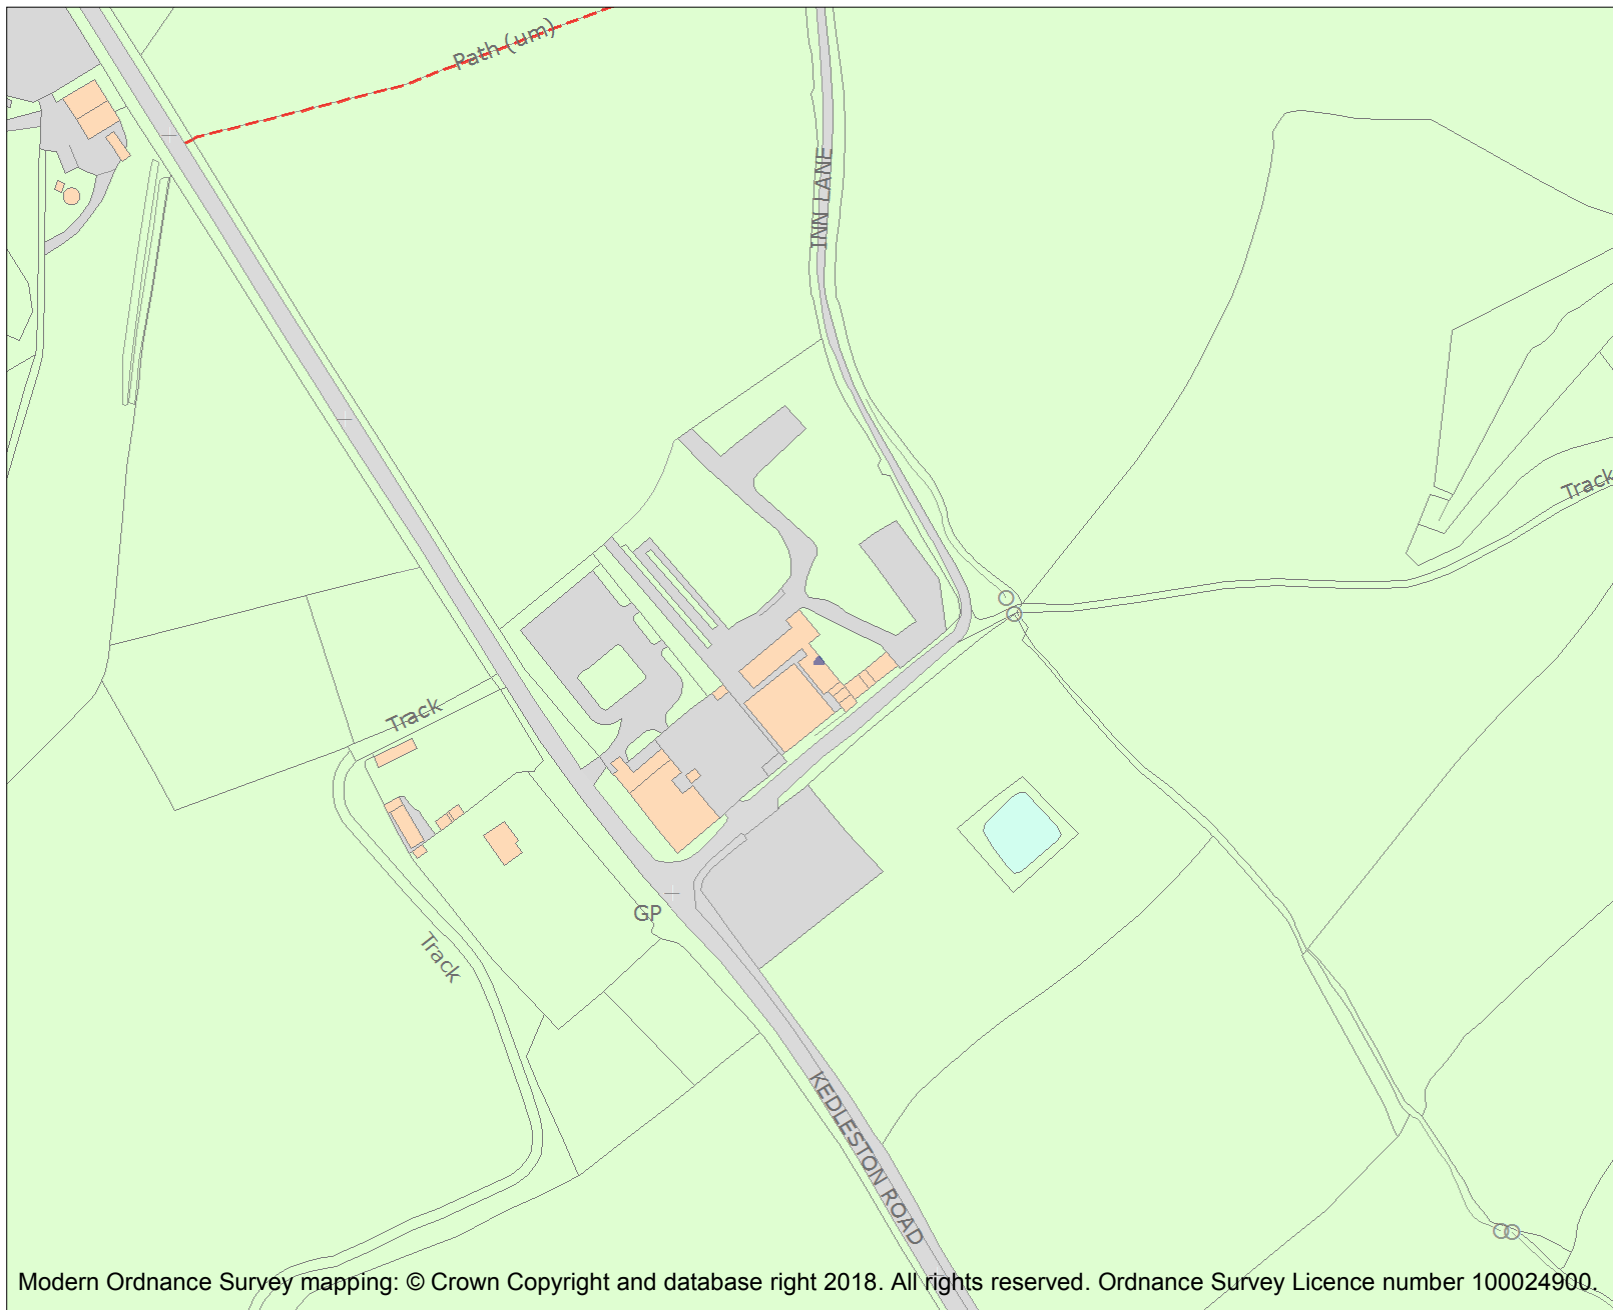 Path (um)
INN LANE
Track
Track
GP
Track
KEDLESTON ROAD
Modern Ordnance Survey mapping: © Crown Copyright and database right 2018. All rights reserved. Ordnance Survey Licence number 100024900.